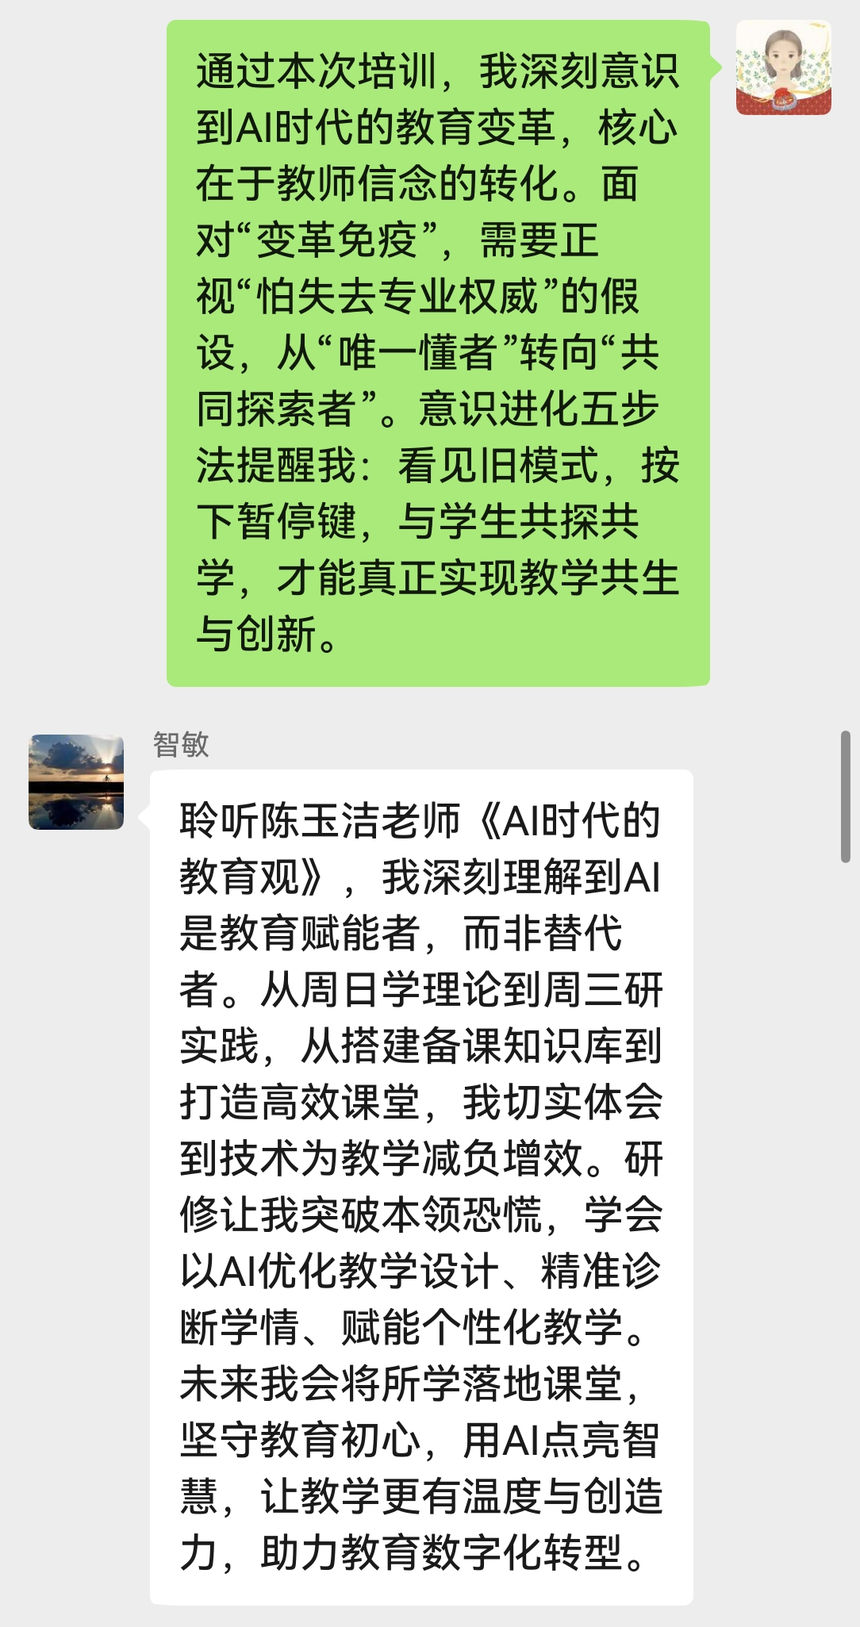 通过本次培训，我深刻意识
到AI时代的教育变革，核心
在于教师信念的转化。面
对“变革免疫”，需要正
视“怕失去专业权威”的假
设，从“唯一懂者”转向“共
同探索者”。意识进化五步
法提醒我：看见旧模式，按
下暂停键，与学生共探共
学，才能真正实现教学共生
与创新。
智敏
聆听陈玉洁老师《AI时代的
教育观》，我深刻理解到AI
是教育赋能者，而非替代
者。从周日学理论到周三研
实践，从搭建备课知识库到
打造高效课堂，我切实体会
到技术为教学减负增效。研
修让我突破本领恐慌，学会
以AI优化教学设计、精准诊
断学情、赋能个性化教学。
未来我会将所学落地课堂，
坚守教育初心，用AI点亮智
慧，让教学更有温度与创造
力，助力教育数字化转型。